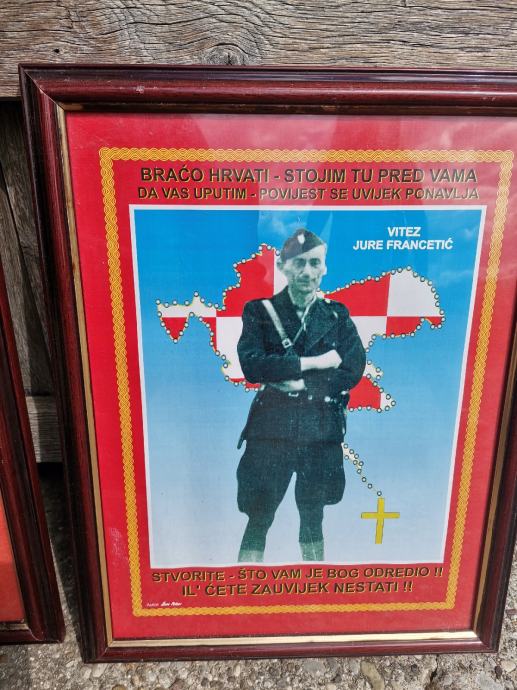 BRAĆO HRVATI - STOJIM TU PRED VAMA
DA VAS UPUTIM - POVIJEST SE UVIJEK PONAVLJA
VITEZ
JURE FRANCETIĆ
STVORITE - ŠTO VAM JE BOG ODREDIO !!
IL' ĆETE ZAUVIJEK NESTATI !!